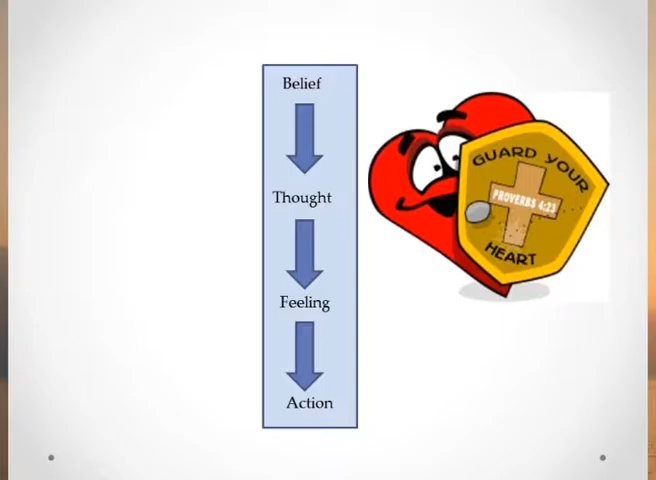 Belief
Thought
Feeling
Action
GUARD YOUR
PROVERBS 4:23
HEART